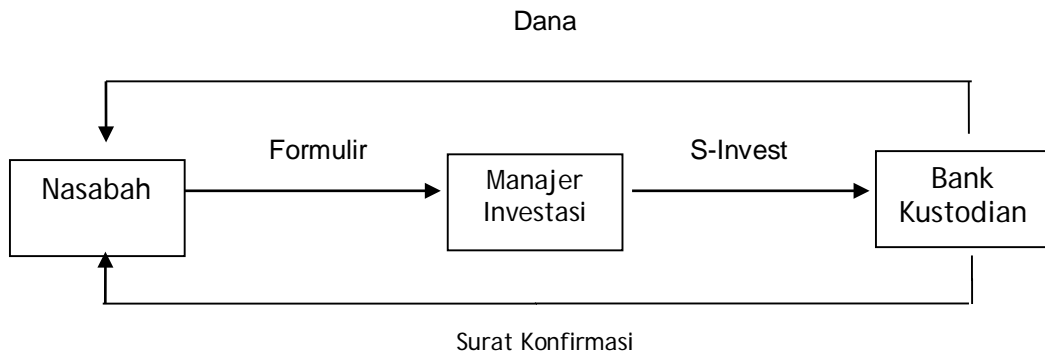 Dana
Formulir
S-Invest
Nasabah
Manajer
Investasi
Bank
Kustodian
Surat Konfirmasi